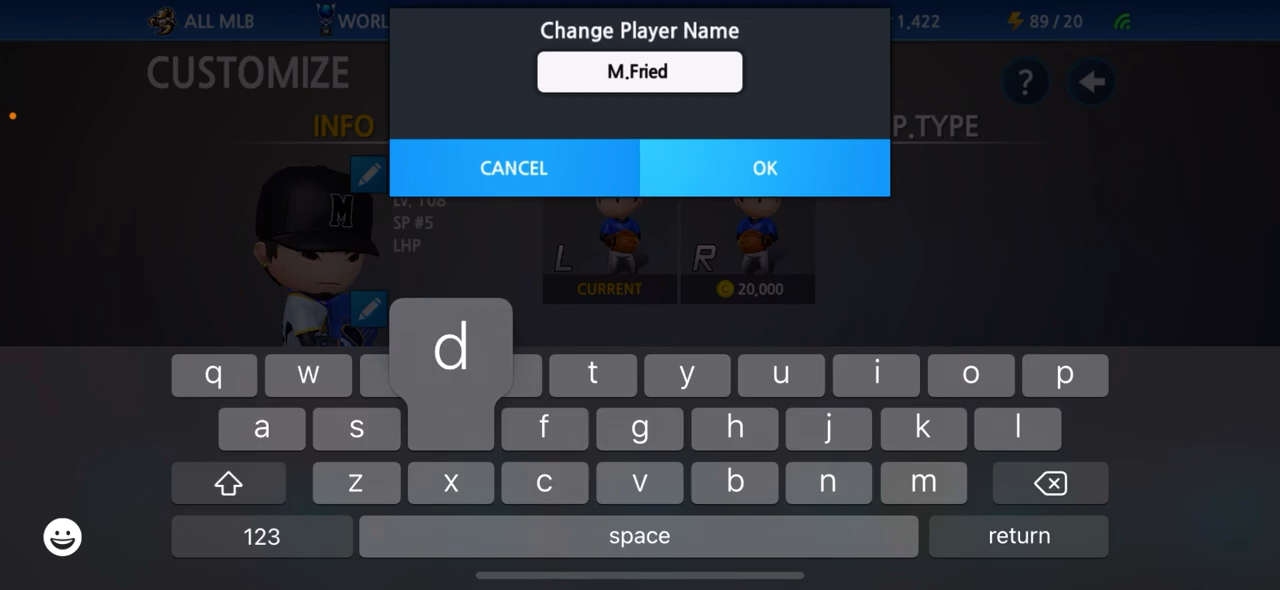 ALL MLB
WORL
1,422
89 / 20
Change Player Name
M.Fried
CUSTOMIZE
?
INFO
P.TYPE
CANCEL
OK
M
LV. 108
SP #5
LHP
L
R
CURRENT
C 20,000
d
q w t y u i o p
a s f g h j k l
z x c v b n m
123 space return